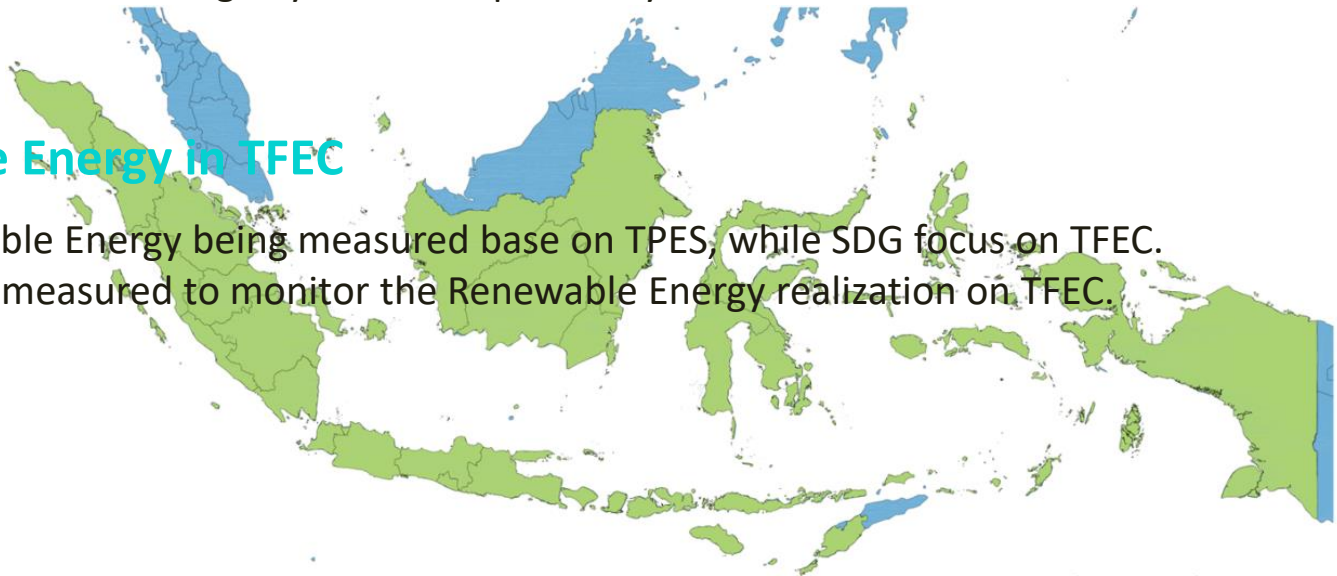 e Energy in TFEC
ble Energy being measured base on TPES, while SDG focus on TFEC.
measured to monitor the Renewable Energy realization on TFEC.